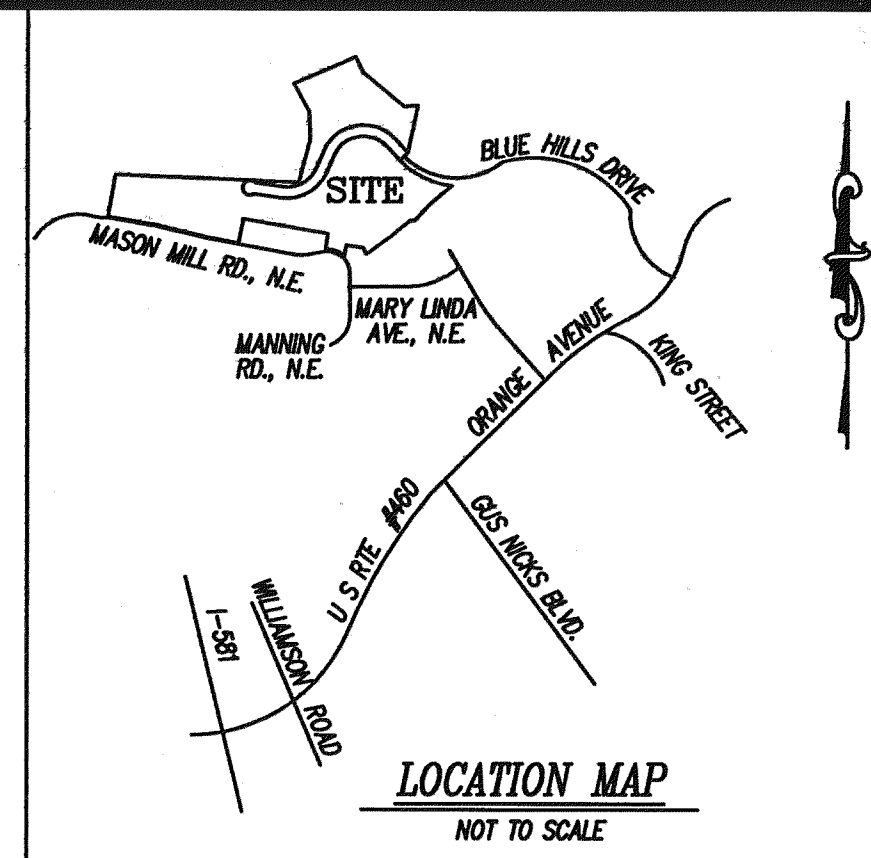 BLUE HILLS DRIVE
SITE
MASON MILL RD., N.E.
MARY LINDA
AVE., N.E.
MANNING
RD., N.E.
ORANGE AVENUE
KING STREET
U S RTE #460
GUS NICKS BLVD.
I-581
WILLIAMSON ROAD
LOCATION MAP
NOT TO SCALE